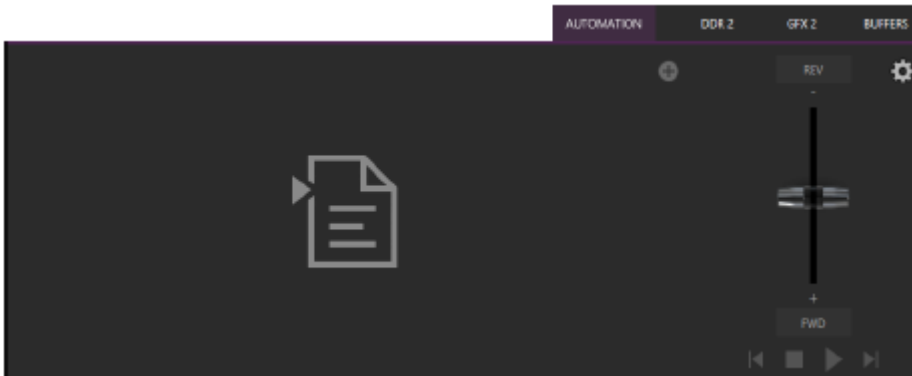 AUTOMATION DDR 2 GFX 2 BUFFERS
REV
-
+
FWD